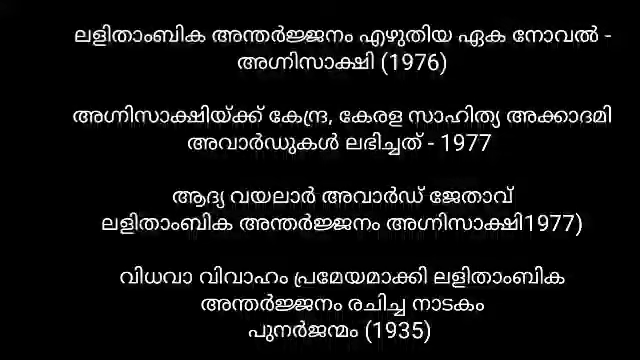 ലളിതാംബിക അന്തർജ്ജനം എഴുതിയ ഏക നോവൽ -
അഗ്നിസാക്ഷി (1976)
അഗ്നിസാക്ഷിയ്ക്ക് കേന്ദ്ര, കേരള സാഹിത്യ അക്കാദമി
അവാർഡുകൾ ലഭിച്ചത് - 1977
ആദ്യ വയലാർ അവാർഡ് ജേതാവ്
ലളിതാംബിക അന്തർജ്ജനം അഗ്നിസാക്ഷി1977)
വിധവാ വിവാഹം പ്രമേയമാക്കി ലളിതാംബിക
അന്തർജ്ജനം രചിച്ച നാടകം
പുനർജന്മം (1935)